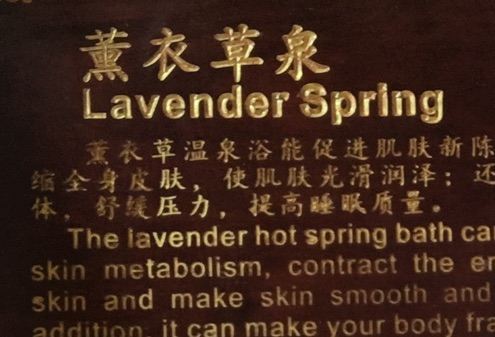 薰衣草泉
Lavender Spring
薰衣草温泉浴能促进肌肤新陈
缩全身皮肤，使肌肤光滑润泽；还
体，舒缓压力，提高睡眠质量。
The lavender hot spring bath ca
skin metabolism, contract the e
skin and make skin smooth and
addition, it can make your body fra